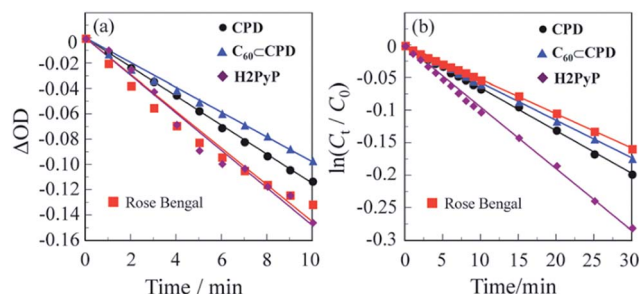 (a)
CPD
C₆₀⊂CPD
H2PyP
Rose Bengal
0
-0.02
-0.04
-0.06
-0.08
-0.10
-0.12
-0.14
-0.16
ΔOD
0 2 4 6 8 10
Time / min
(b)
CPD
C₆₀⊂CPD
H2PyP
Rose Bengal
0
-0.05
-0.1
-0.15
-0.2
-0.25
-0.3
ln(Cₜ / C₀)
0 5 10 15 20 25 30
Time/min